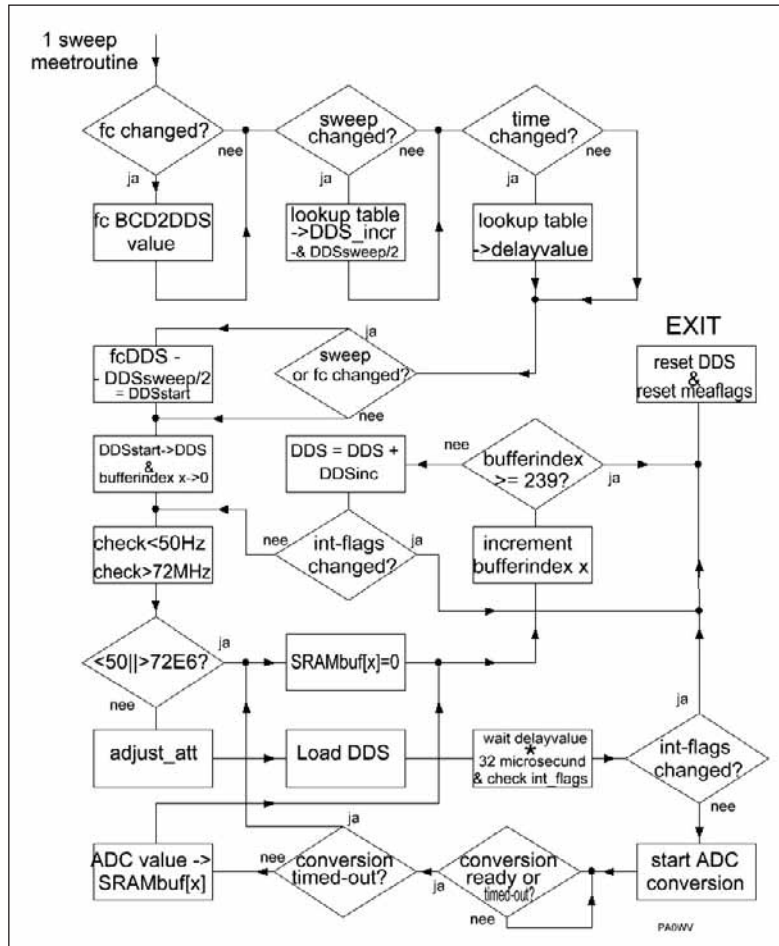 1 sweep
meetroutine
fc changed?
nee
ja
sweep
changed?
nee
ja
time
changed?
nee
ja
fc BCD2DDS
value
lookup table
->DDS_incr
-& DDSsweep/2
lookup table
->delayvalue
EXIT
reset DDS
&
reset meaflags
ja
sweep
or fc changed?
nee
fcDDS -
- DDSsweep/2
= DDSstart
DDSstart->DDS
&
bufferindex x->0
DDS = DDS +
DDSinc
nee
bufferindex
>= 239?
ja
check<50Hz
check>72MHz
nee
int-flags
changed?
ja
increment
bufferindex x
<50||>72E6?
ja
nee
SRAMbuf[x]=0
adjust_att
Load DDS
wait delayvalue
*
32 microsecund
& check int_flags
ja
int-flags
changed?
nee
ADC value ->
SRAMbuf[x]
nee
ja
conversion
timed-out?
ja
conversion
ready or
timed-out?
nee
start ADC
conversion
PA0WV